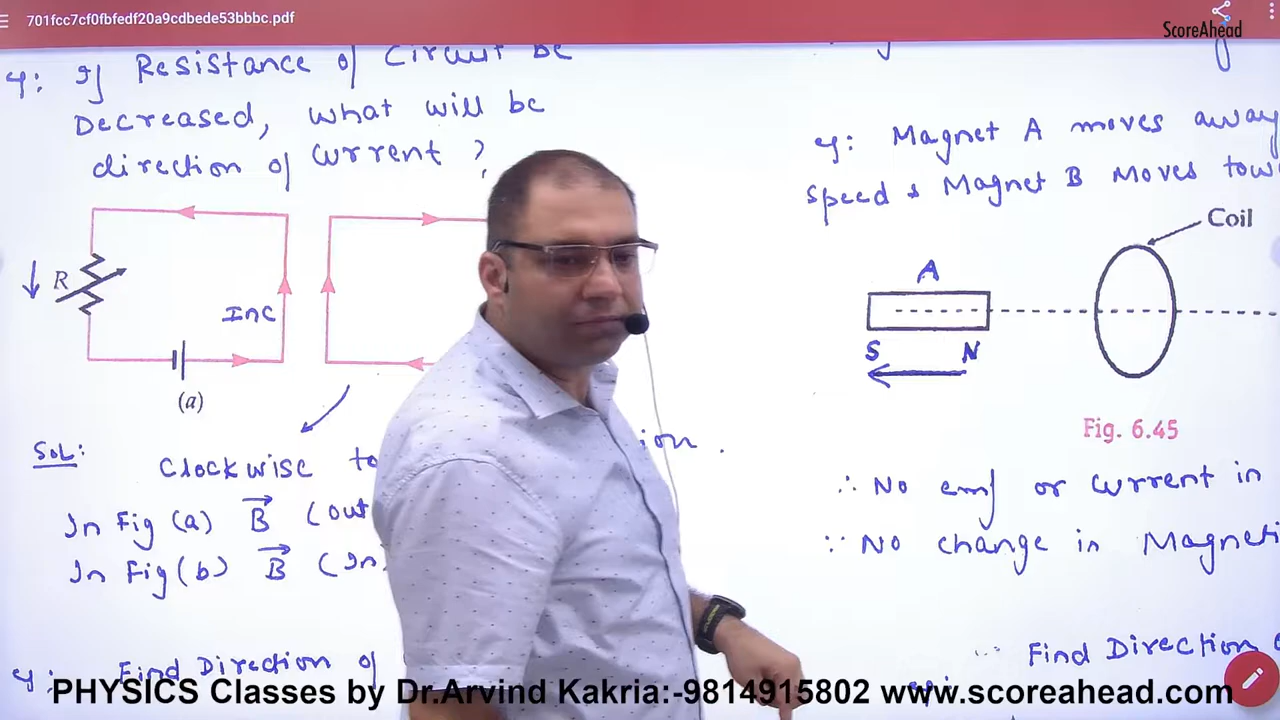 701fcc7cf0fbfedf20a9cdbede53bbbc.pdf
ScoreAhead
If Resistance of Circuit be
Decreased, what will be
direction of current ?
R
Inc
(a)
Sol:
Clockwise
In Fig (a) B (out
In Fig (b) B (In
Find Direction of
Magnet A moves away
speed & Magnet B Moves
Coil
A
S N
Fig. 6.45
∴ No emf or current in
∵ No change in
Find Direction
PHYSICS Classes by Dr.Arvind Kakria:-9814915802 www.scoreahead.com